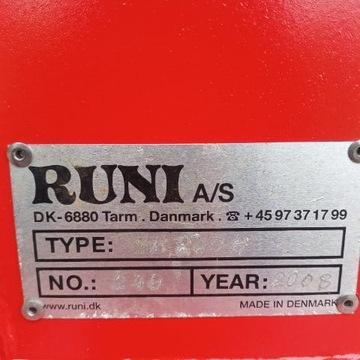 RUNI A/S
DK-6880 Tarm . Danmark . ☎ +45 97 37 17 99
TYPE:
NO.: YEAR: 2008
www.runi.dk MADE IN DENMARK